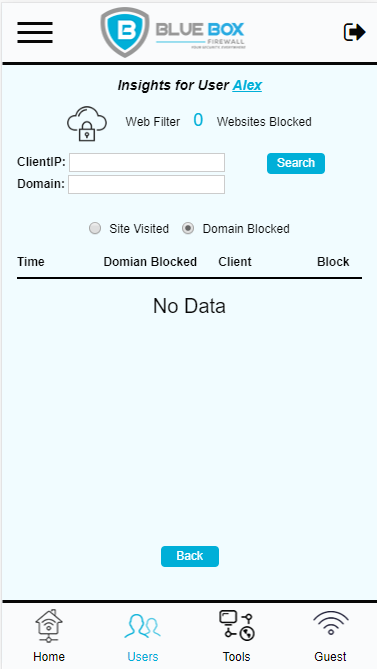 BLUE BOX
FIREWALL
YOUR SECURITY EVERYWHERE
Insights for User Alex
Web Filter 0 Websites Blocked
ClientIP: Search
Domain:
Site Visited Domain Blocked
Time Domian Blocked Client Block
No Data
Back
Home Users Tools Guest